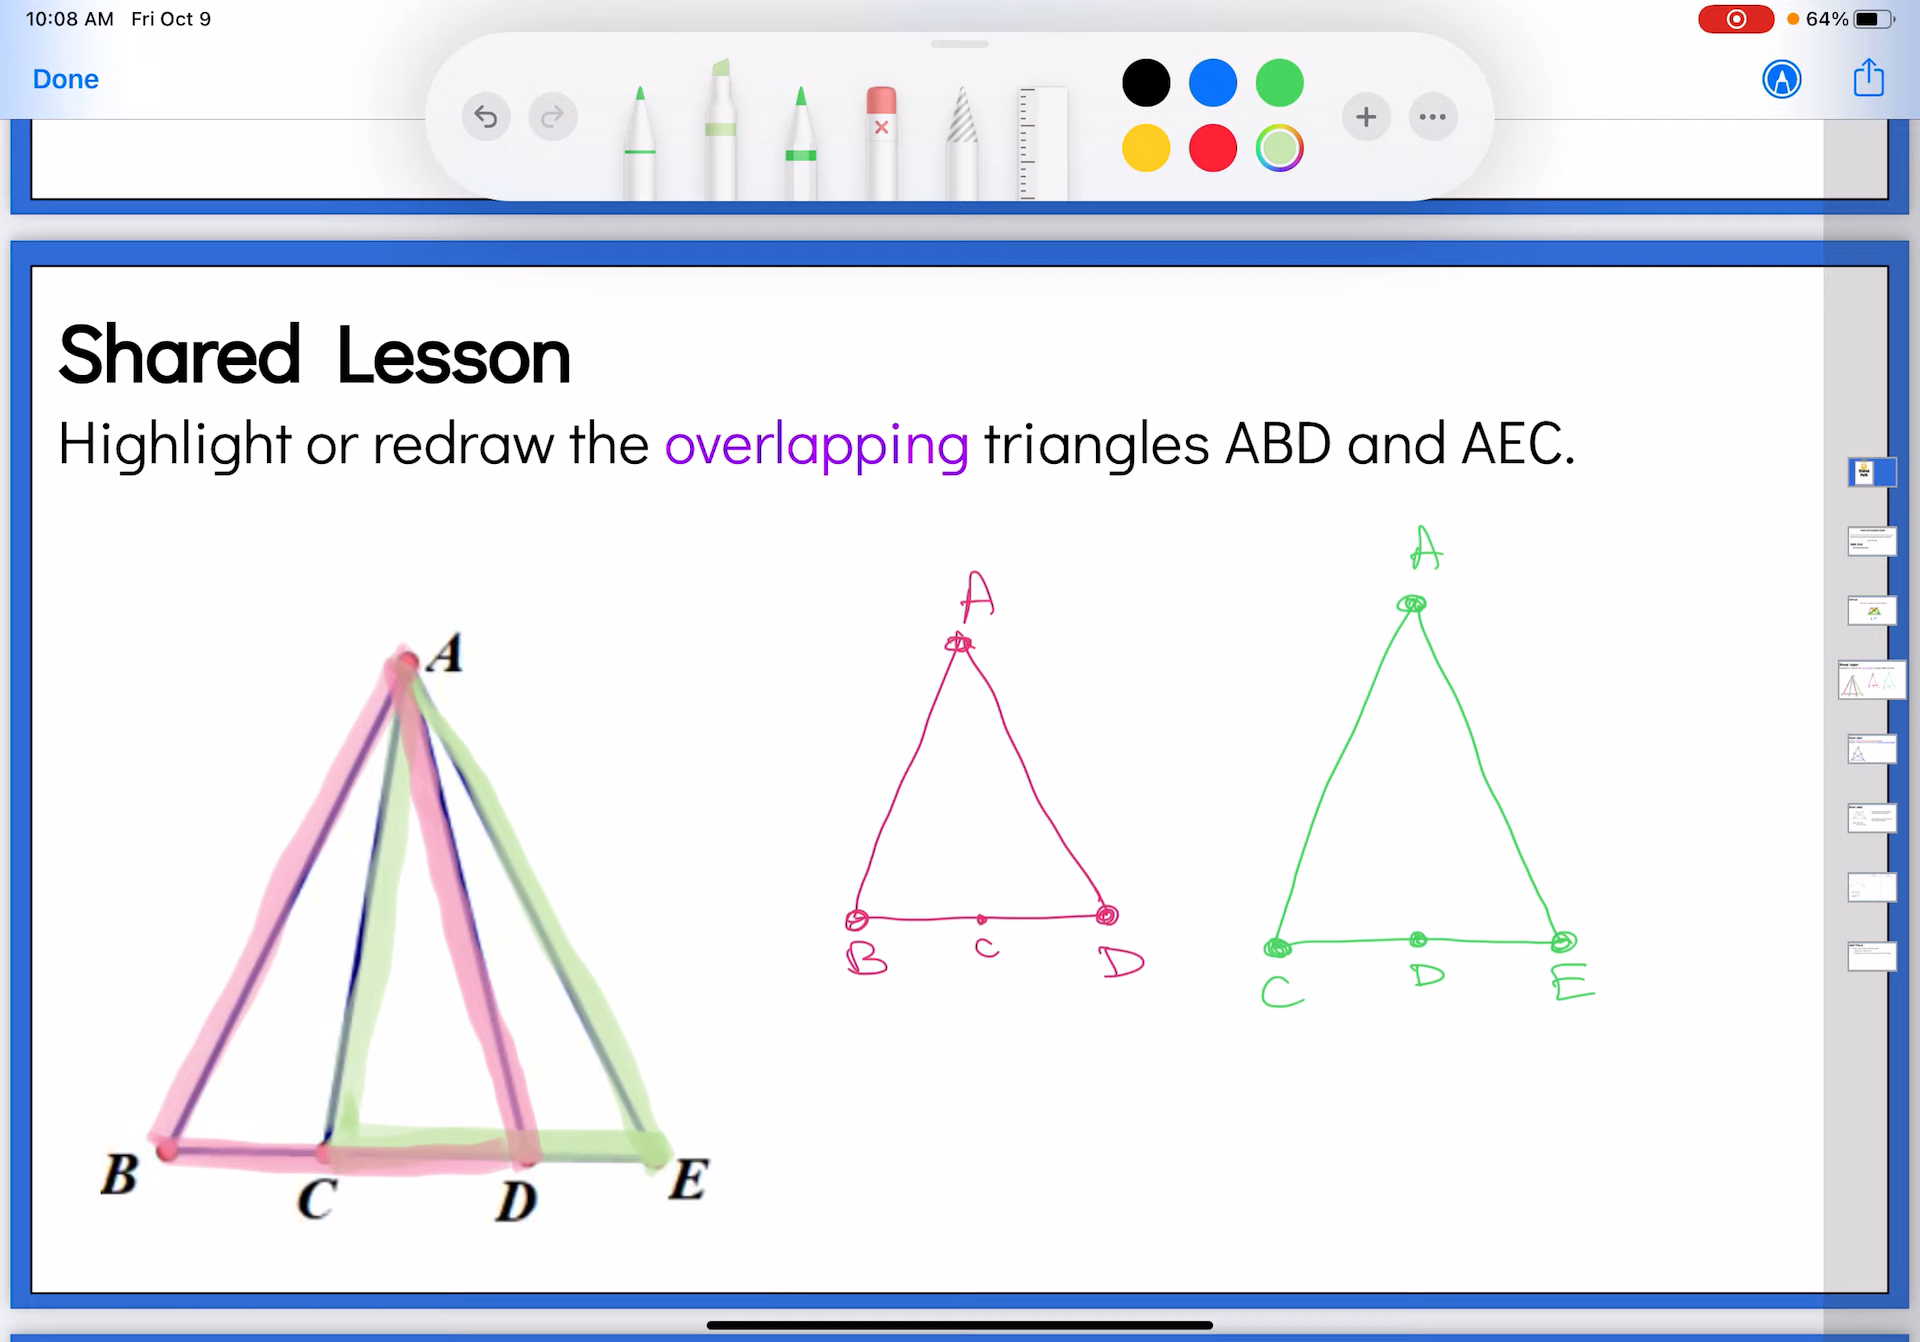 10:08 AM Fri Oct 9
64%
Done
Shared Lesson
Highlight or redraw the overlapping triangles ABD and AEC.
A
B
C
D
E
A
B
C
D
A
C
D
E